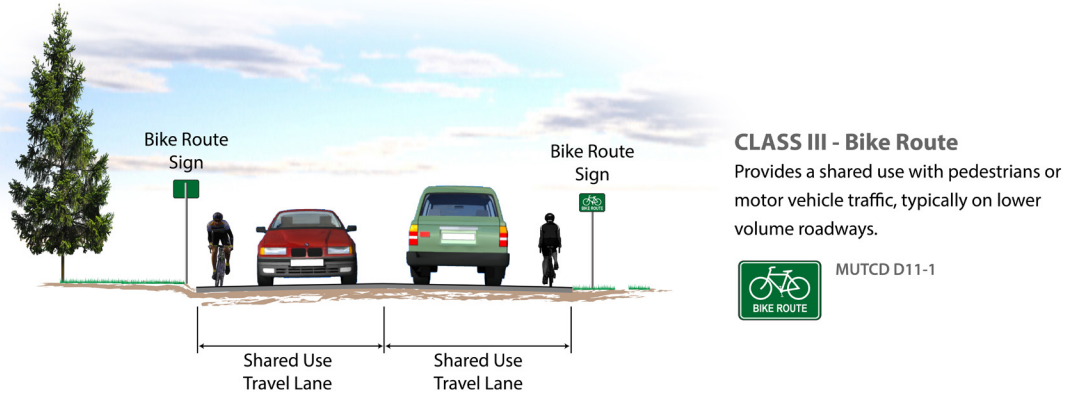 Bike Route
Sign
Bike Route
Sign
BIKE ROUTE
Shared Use
Travel Lane
Shared Use
Travel Lane
CLASS III - Bike Route
Provides a shared use with pedestrians or
motor vehicle traffic, typically on lower
volume roadways.
BIKE ROUTE
MUTCD D11-1